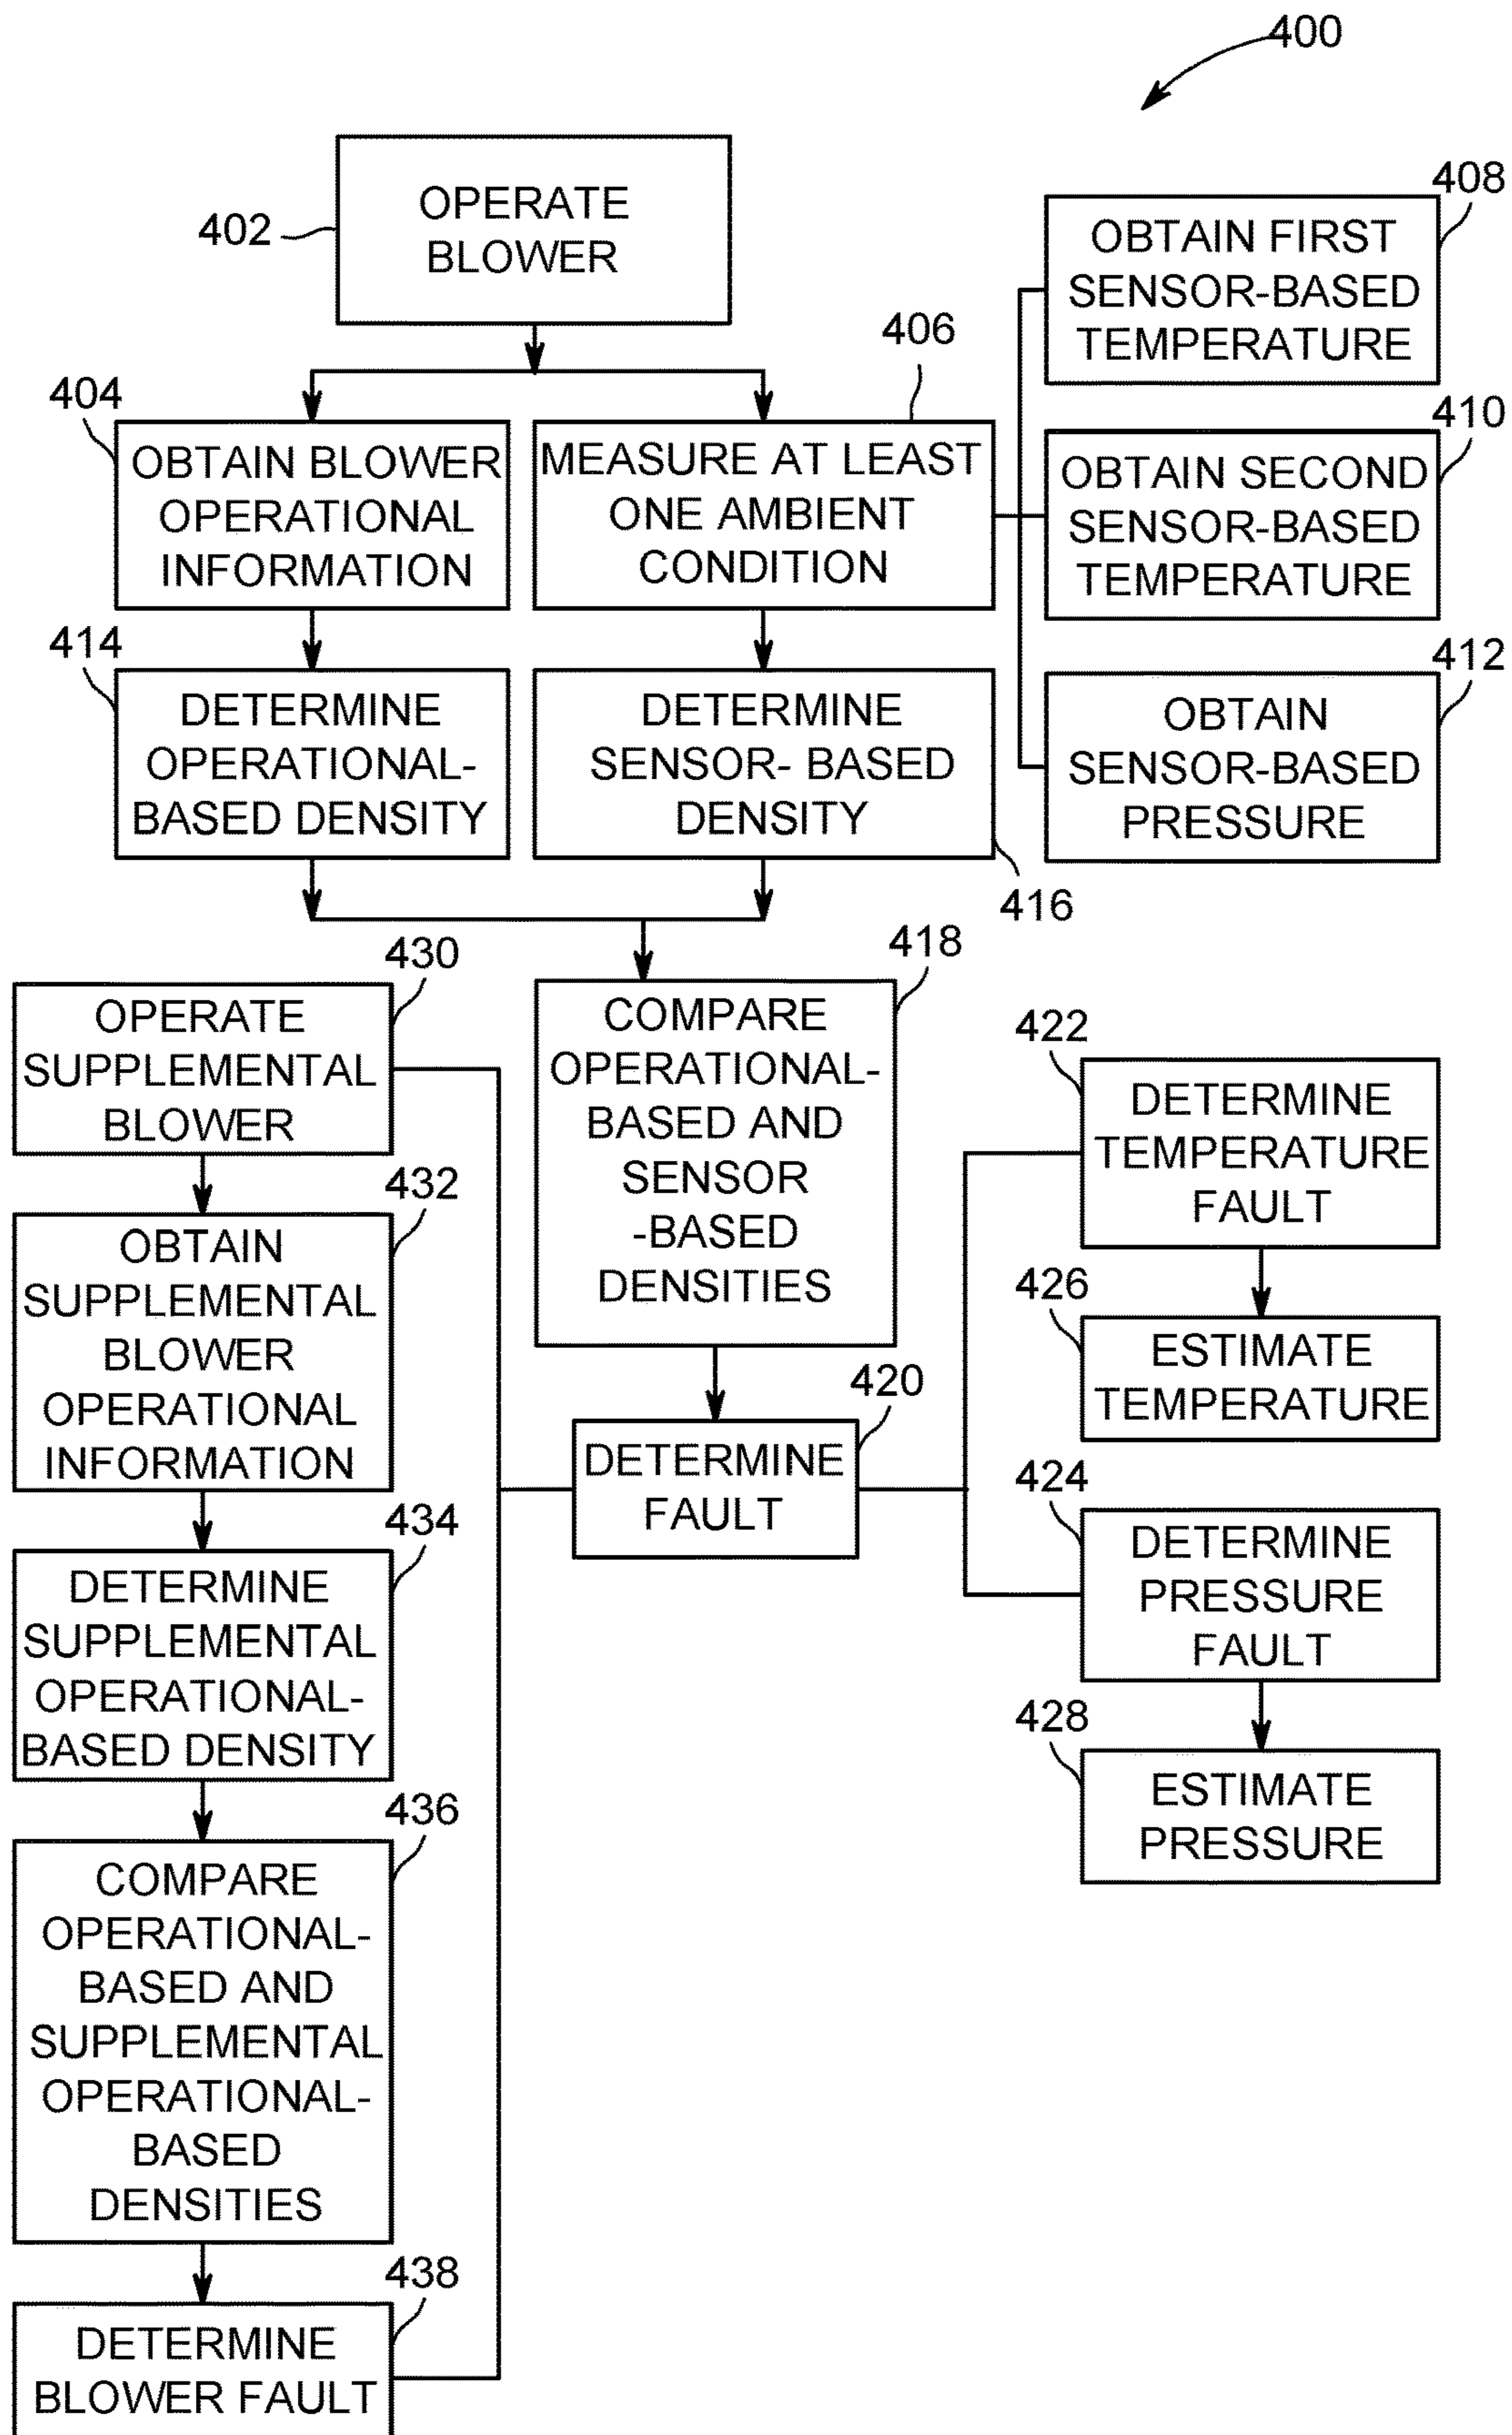 400
402
OPERATE
BLOWER
404
OBTAIN BLOWER
OPERATIONAL
INFORMATION
406
MEASURE AT LEAST
ONE AMBIENT
CONDITION
408
OBTAIN FIRST
SENSOR-BASED
TEMPERATURE
410
OBTAIN SECOND
SENSOR-BASED
TEMPERATURE
412
OBTAIN
SENSOR-BASED
PRESSURE
414
DETERMINE
OPERATIONAL-
BASED DENSITY
DETERMINE
SENSOR- BASED
DENSITY
416
418
COMPARE
OPERATIONAL-
BASED AND
SENSOR
-BASED
DENSITIES
420
DETERMINE
FAULT
422
DETERMINE
TEMPERATURE
FAULT
426
ESTIMATE
TEMPERATURE
424
DETERMINE
PRESSURE
FAULT
428
ESTIMATE
PRESSURE
430
OPERATE
SUPPLEMENTAL
BLOWER
432
OBTAIN
SUPPLEMENTAL
BLOWER
OPERATIONAL
INFORMATION
434
DETERMINE
SUPPLEMENTAL
OPERATIONAL-
BASED DENSITY
436
COMPARE
OPERATIONAL-
BASED AND
SUPPLEMENTAL
OPERATIONAL-
BASED
DENSITIES
438
DETERMINE
BLOWER FAULT